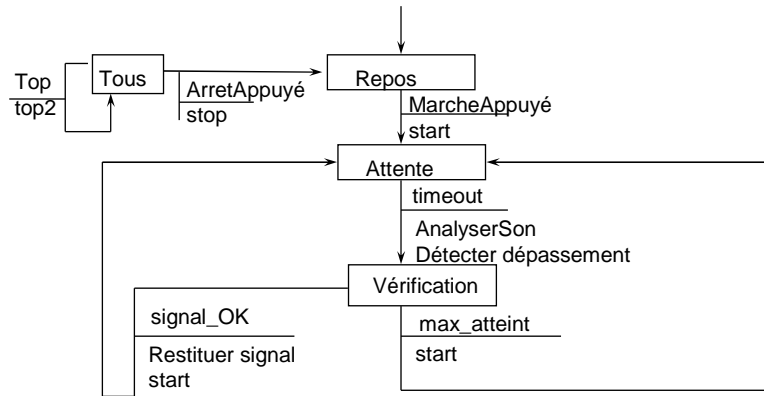 Top
top2
Tous
ArretAppuyé
stop
Repos
MarcheAppuyé
start
Attente
timeout
AnalyserSon
Détecter dépassement
Vérification
signal_OK
Restituer signal
start
max_atteint
start